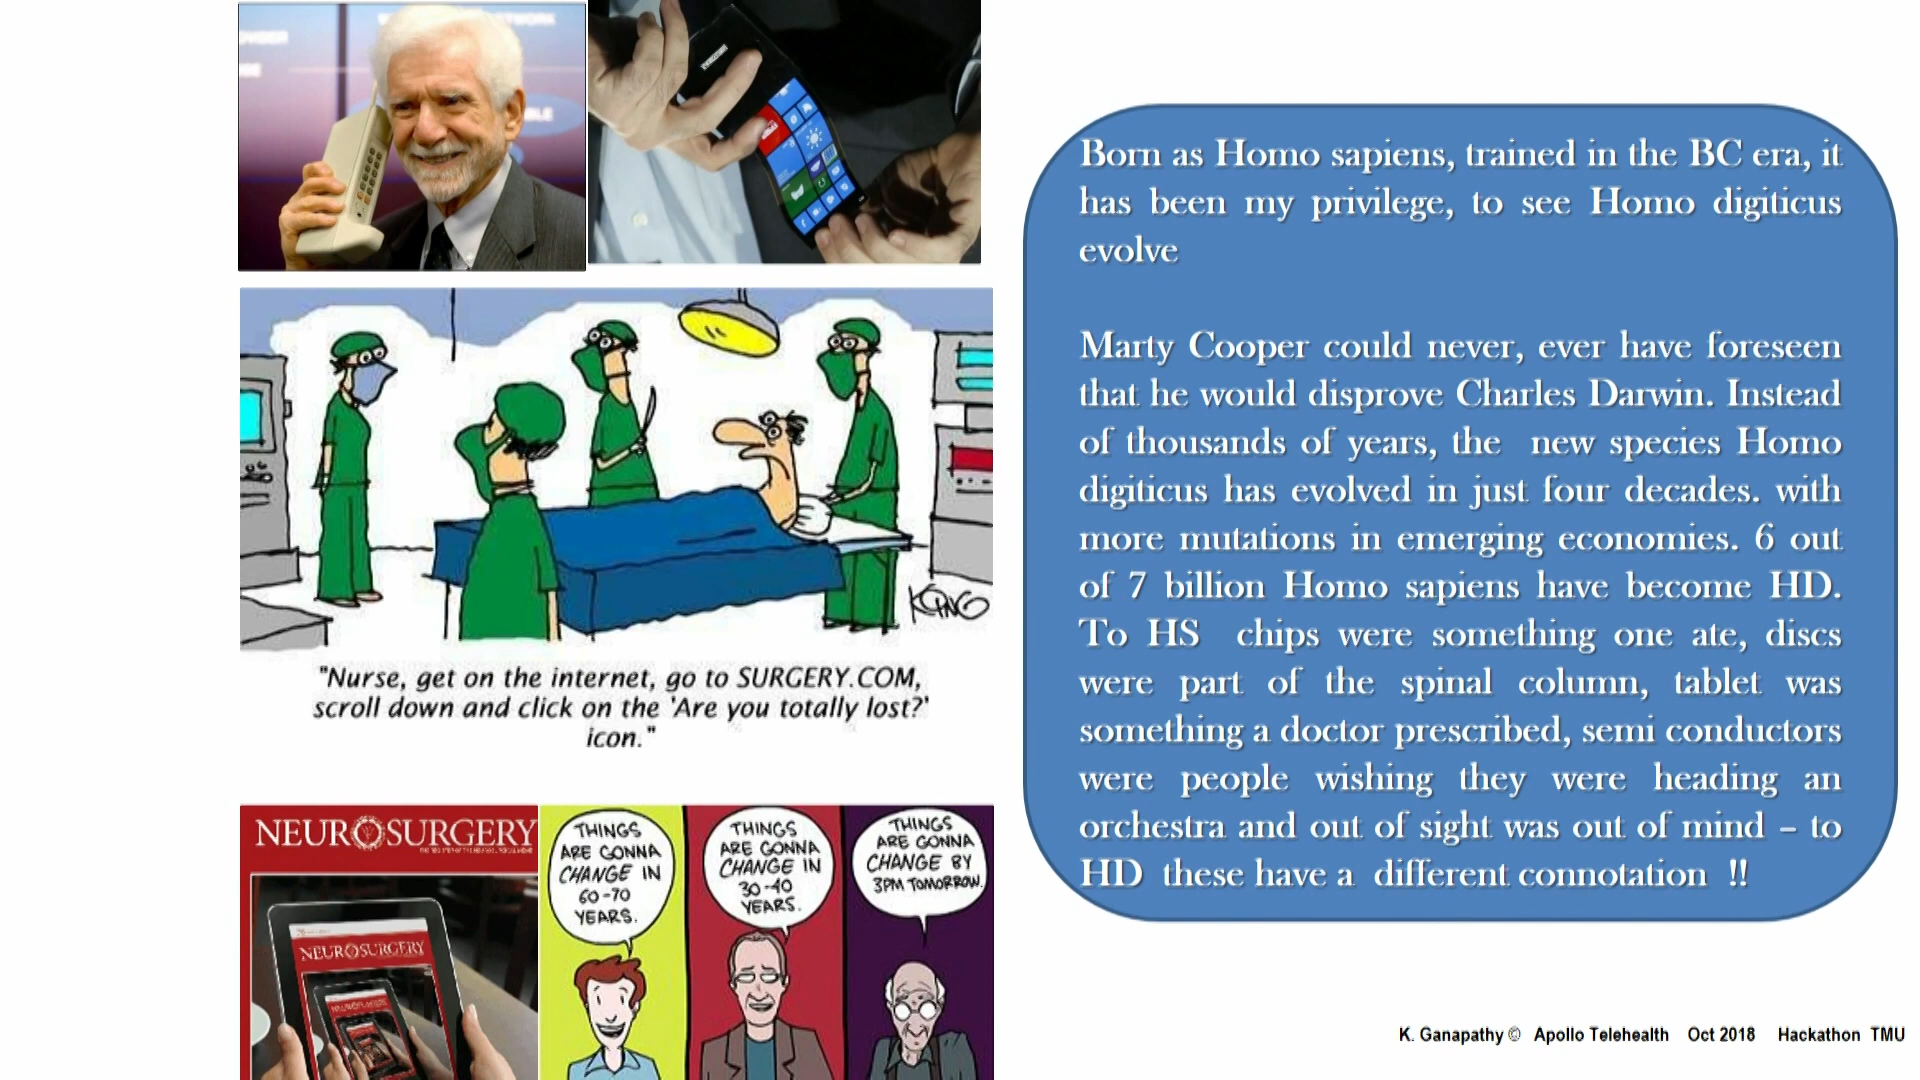 Born as Homo sapiens, trained in the BC era, it
has been my privilege, to see Homo digiticus
evolve
Marty Cooper could never, ever have foreseen
that he would disprove Charles Darwin. Instead
of thousands of years, the new species Homo
digiticus has evolved in just four decades. with
more mutations in emerging economies. 6 out
of 7 billion Homo sapiens have become HD.
To HS chips were something one ate, discs
were part of the spinal column, tablet was
something a doctor prescribed, semi conductors
were people wishing they were heading an
orchestra and out of sight was out of mind – to
HD these have a different connotation !!
"Nurse, get on the internet, go to SURGERY.COM,
scroll down and click on the 'Are you totally lost?'
icon."
NEUROSURGERY
NEUROSURGERY
THINGS
ARE GONNA
CHANGE IN
60-70
YEARS.
THINGS
ARE GONNA
CHANGE IN
30-40
YEARS.
THINGS
ARE GONNA
CHANGE BY
3PM TOMORROW.
K. Ganapathy © Apollo Telehealth Oct 2018 Hackathon TMU